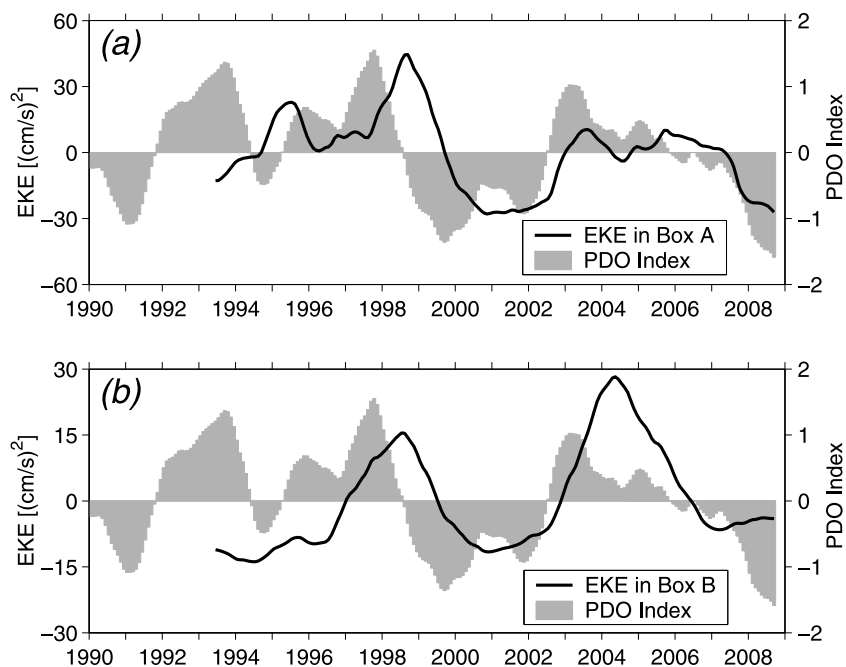 (a)
EKE [(cm/s)²]
60
30
0
−30
−60
2
1
0
−1
−2
PDO Index
EKE in Box A
PDO Index
1990 1992 1994 1996 1998 2000 2002 2004 2006 2008
(b)
EKE [(cm/s)²]
30
15
0
−15
−30
2
1
0
−1
−2
PDO Index
EKE in Box B
PDO Index
1990 1992 1994 1996 1998 2000 2002 2004 2006 2008